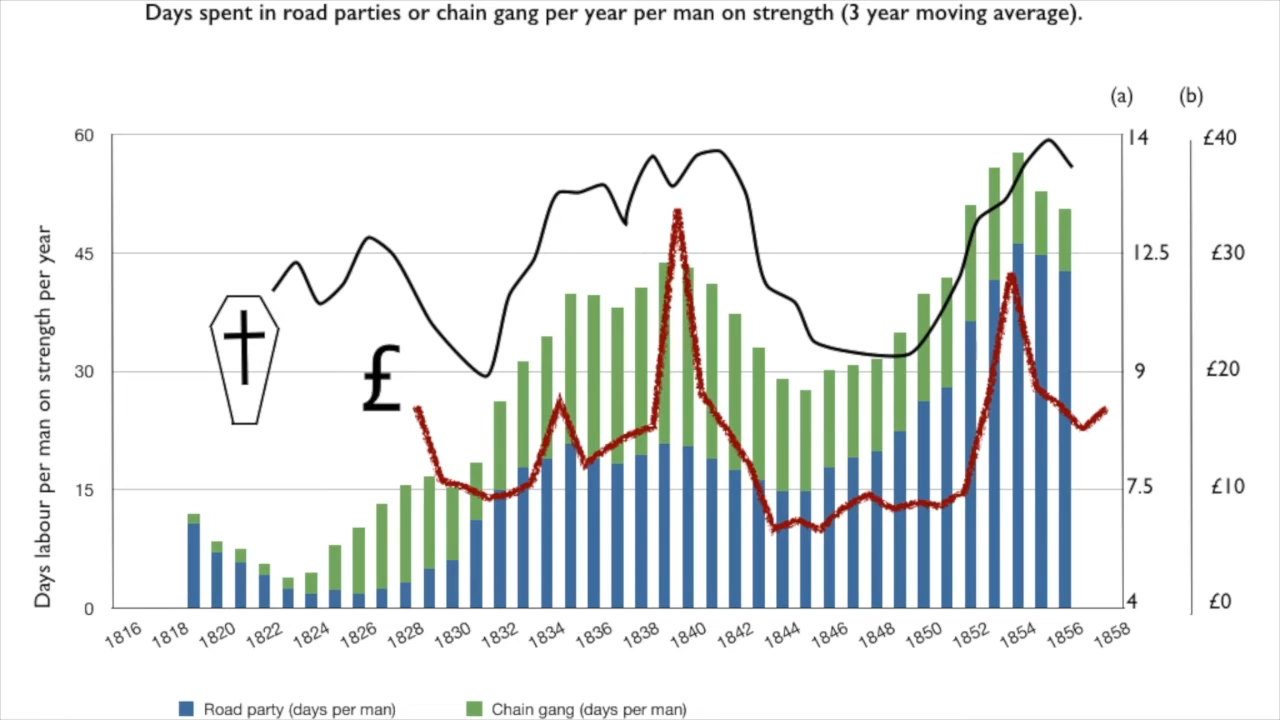 Days spent in road parties or chain gang per year per man on strength (3 year moving average).
(a) (b)
60 14 £40
45 12.5 £30
30 9 £20
15 7.5 £10
0 4 £0
Days labour per man on strength per year
£
1816 1818 1820 1822 1824 1826 1828 1830 1832 1834 1836 1838 1840 1842 1844 1846 1848 1850 1852 1854 1856 1858
Road party (days per man) Chain gang (days per man)